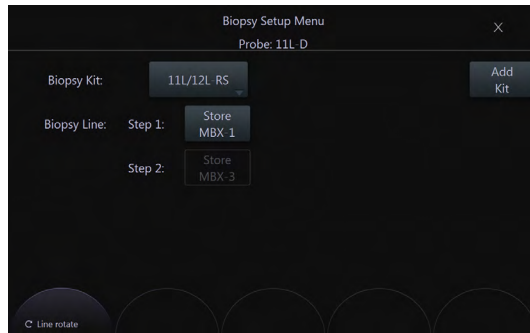 Biopsy Setup Menu
X
Probe: 11L-D
Biopsy Kit:
11L/12L-RS
Add
Kit
Biopsy Line:
Step 1:
Store
MBX-1
Step 2:
Store
MBX-3
Line rotate